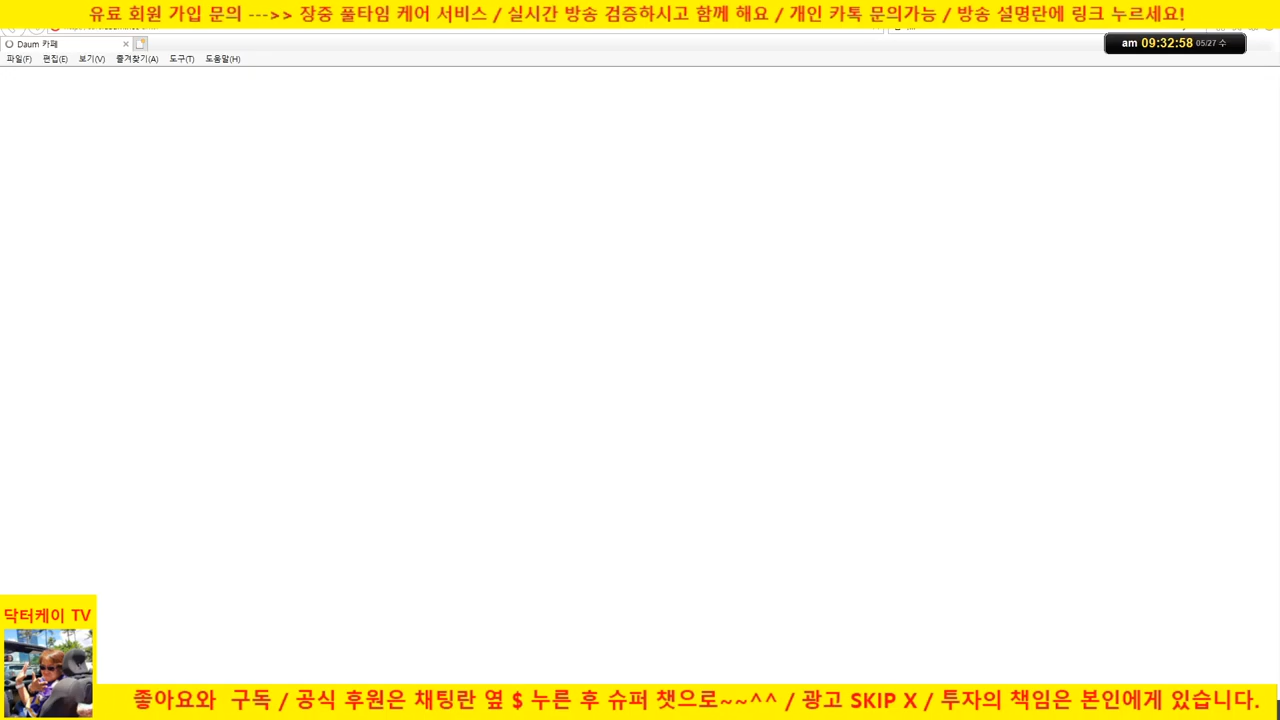 유료 회원 가입 문의 --->> 장중 풀타임 케어 서비스 / 실시간 방송 검증하시고 함께 해요 / 개인 카톡 문의가능 / 방송 설명란에 링크 누르세요!
Daum 카페
am 09:32:58 05/27 수
파일(F) 편집(E) 보기(V) 즐겨찾기(A) 도구(T) 도움말(H)
닥터케이 TV
좋아요와 구독 / 공식 후원은 채팅란 옆 $ 누른 후 슈퍼 챗으로~~^^ / 광고 SKIP X / 투자의 책임은 본인에게 있습니다.